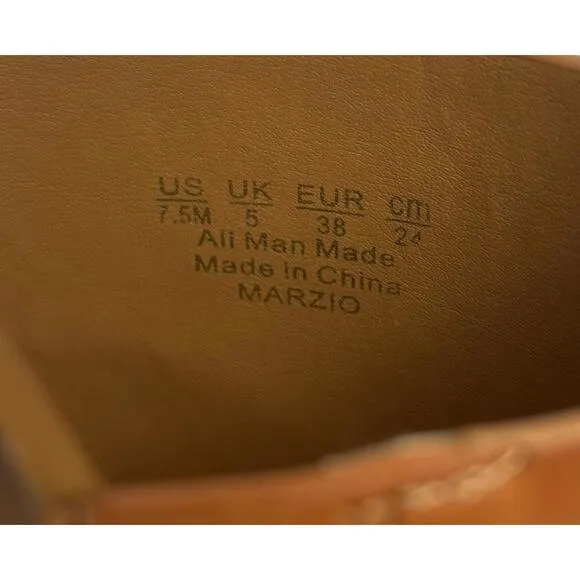 US UK EUR cm
7.5M 5 38 24
All Man Made
Made In China
MARZIO